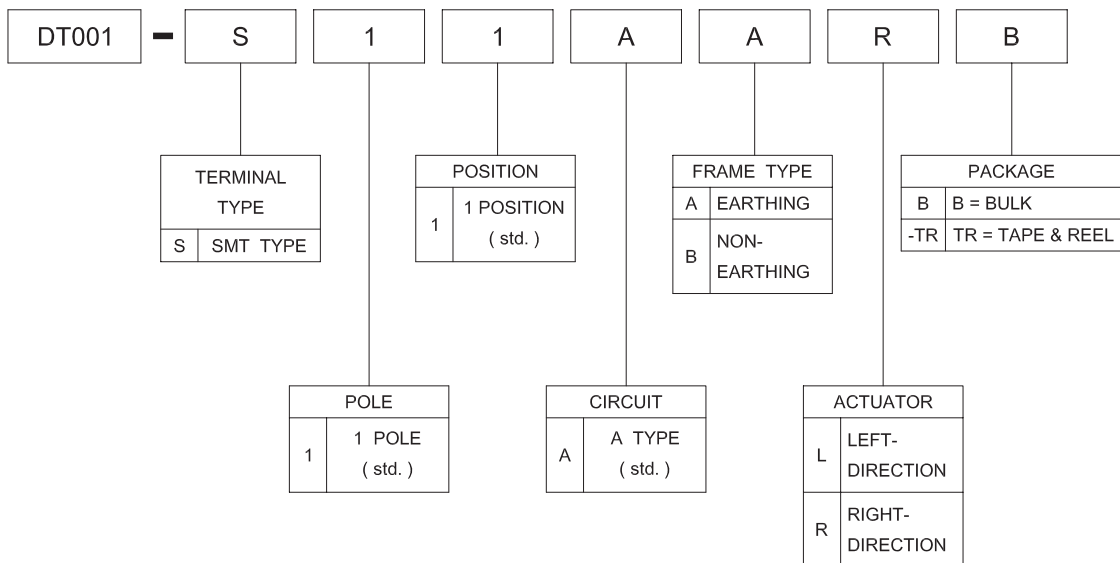 DT001 - S 1 1 A A R B
TERMINAL
TYPE
S SMT TYPE
POSITION
1 1 POSITION
( std. )
FRAME TYPE
A EARTHING
B NON-
EARTHING
PACKAGE
B B = BULK
-TR TR = TAPE & REEL
POLE
1 1 POLE
( std. )
CIRCUIT
A A TYPE
( std. )
ACTUATOR
L LEFT-
DIRECTION
R RIGHT-
DIRECTION